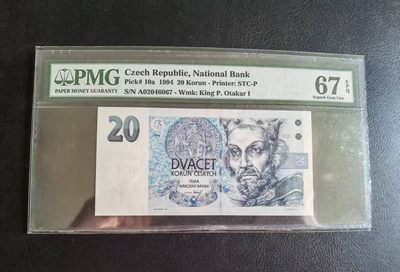 PMG
PAPER MONEY GUARANTY
Czech Republic, National Bank
Pick# 10a 1994 20 Korun - Printer: STC-P
S/N A02046067 - Wmk: King P. Otakar I
67 EPQ
Superb Gem Unc
20
DVACET
KORUN ČESKÝCH
ČESKÁ
NÁRODNÍ BANKA
20